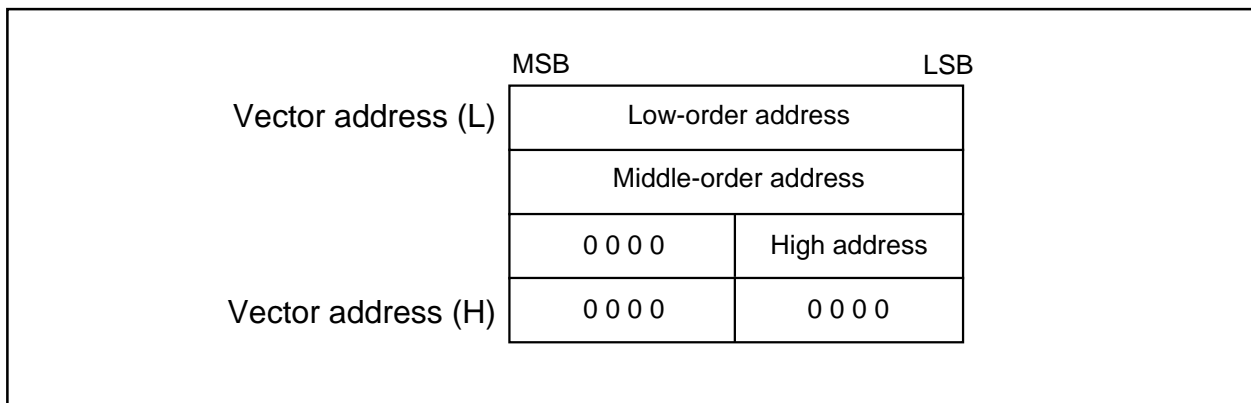 MSB LSB
Vector address (L) Low-order address
Middle-order address
0 0 0 0 High address
Vector address (H) 0 0 0 0 0 0 0 0